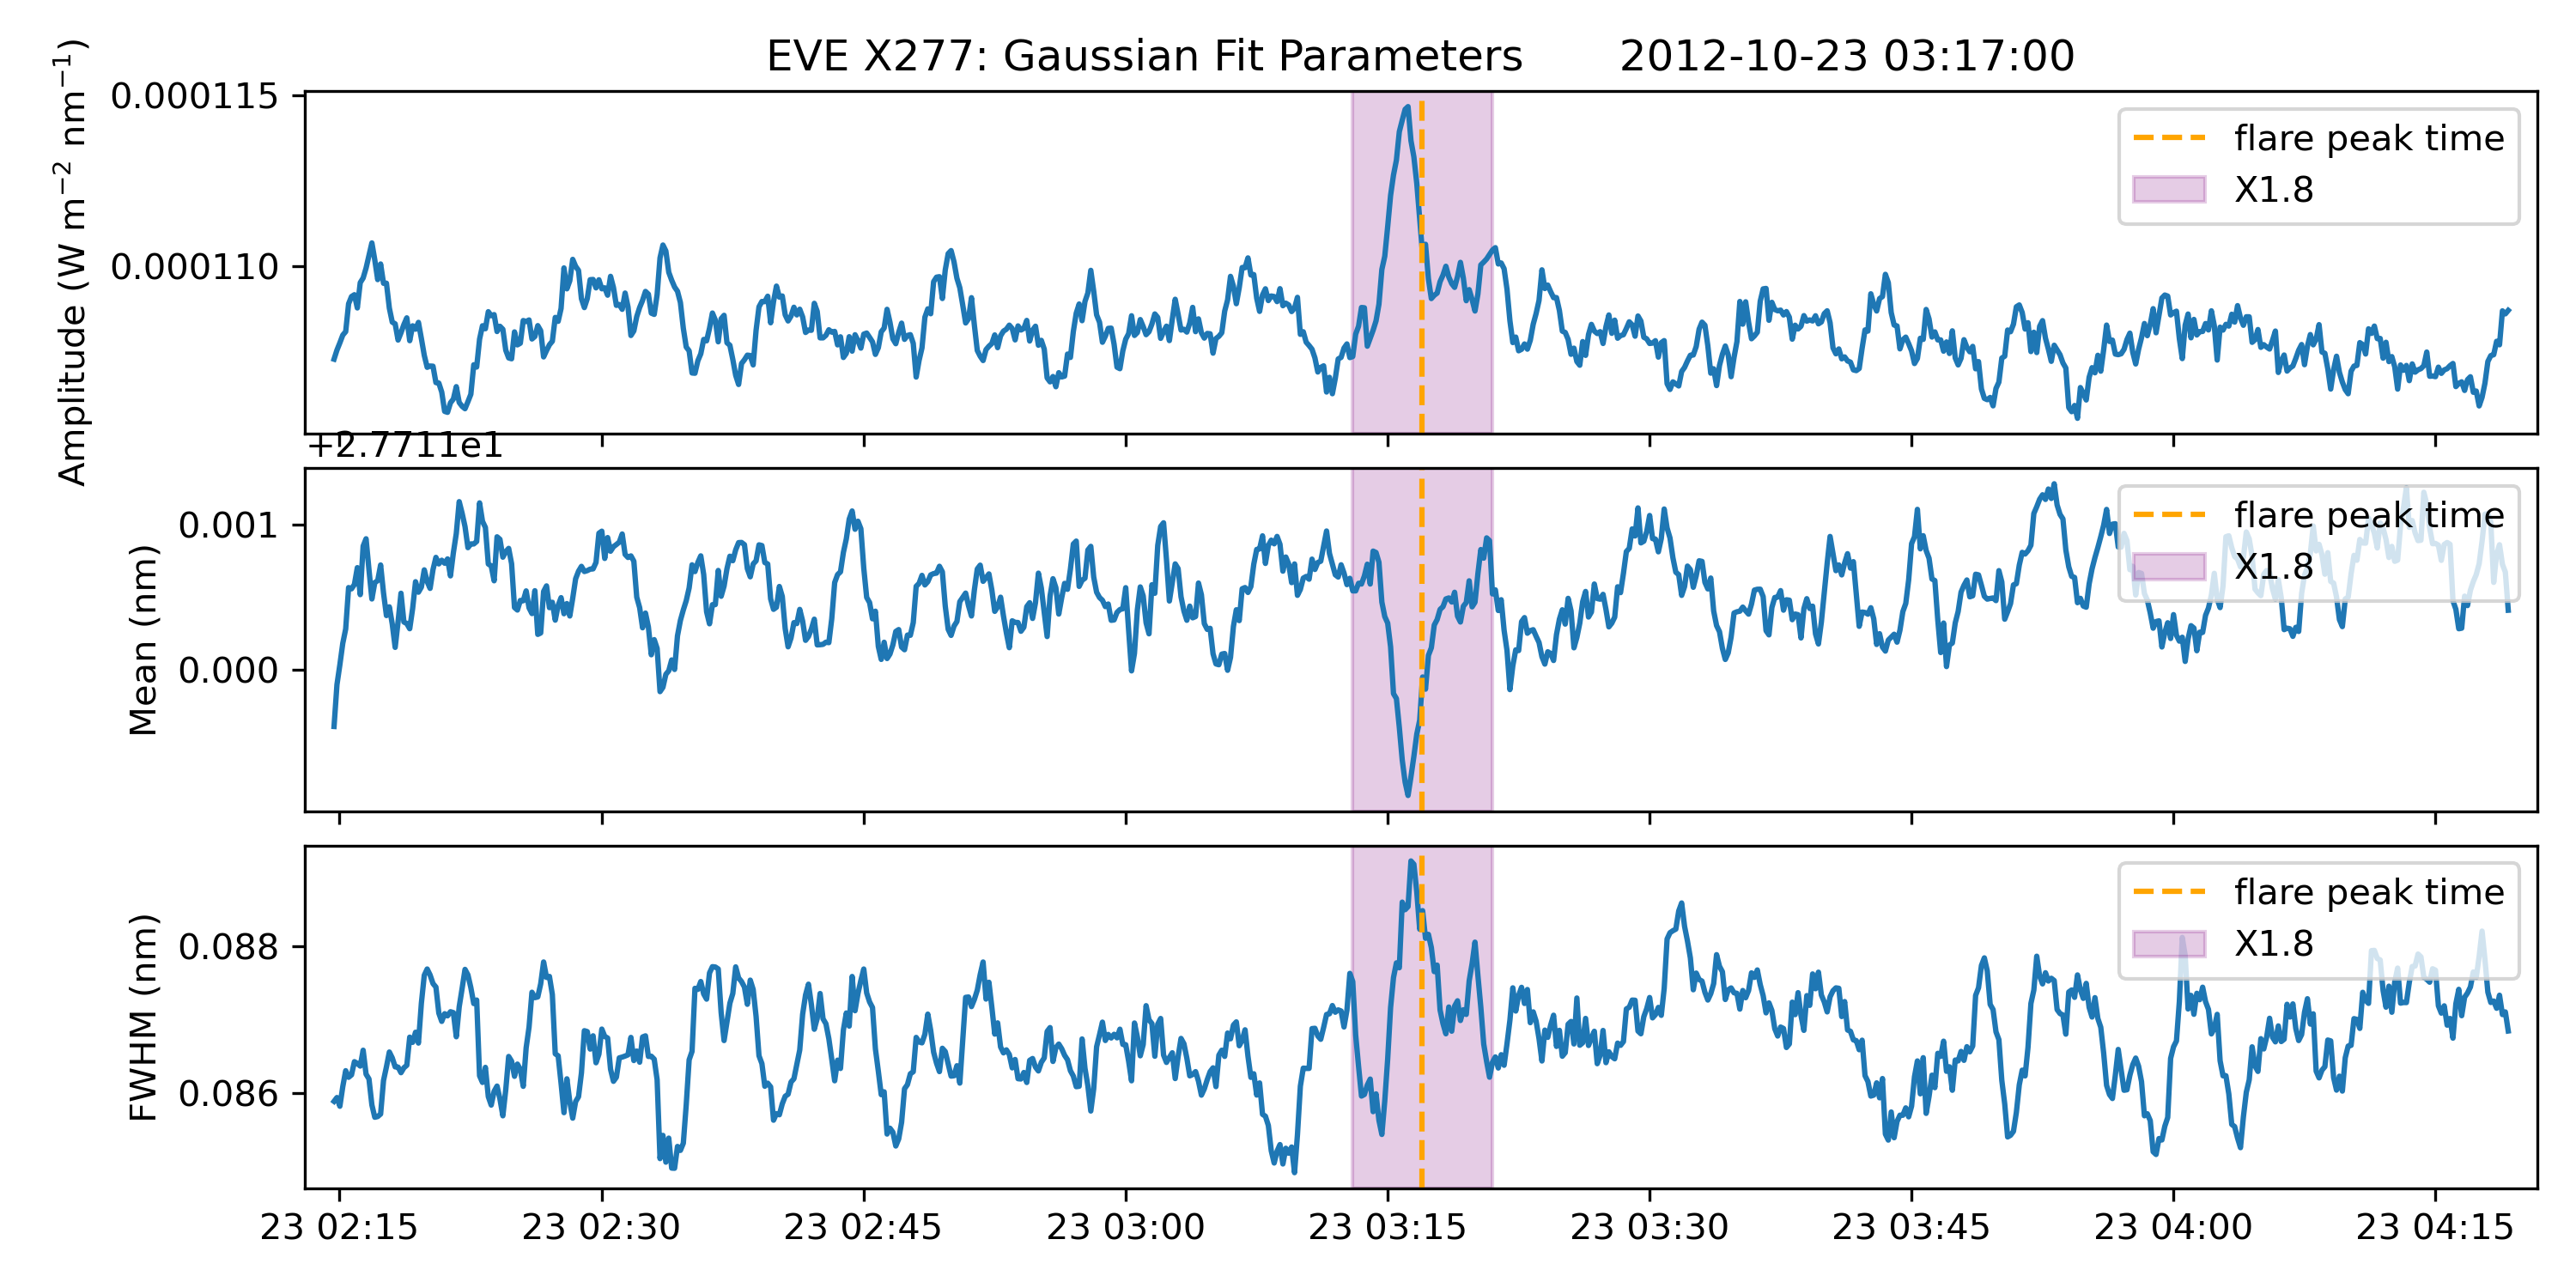 EVE X277: Gaussian Fit Parameters 2012-10-23 03:17:00
Amplitude (W m⁻² nm⁻¹)
0.000115
0.000110
flare peak time
X1.8
+2.7711e1
Mean (nm)
0.001
0.000
flare peak time
X1.8
FWHM (nm)
0.088
0.086
flare peak time
X1.8
23 02:15 23 02:30 23 02:45 23 03:00 23 03:15 23 03:30 23 03:45 23 04:00 23 04:15